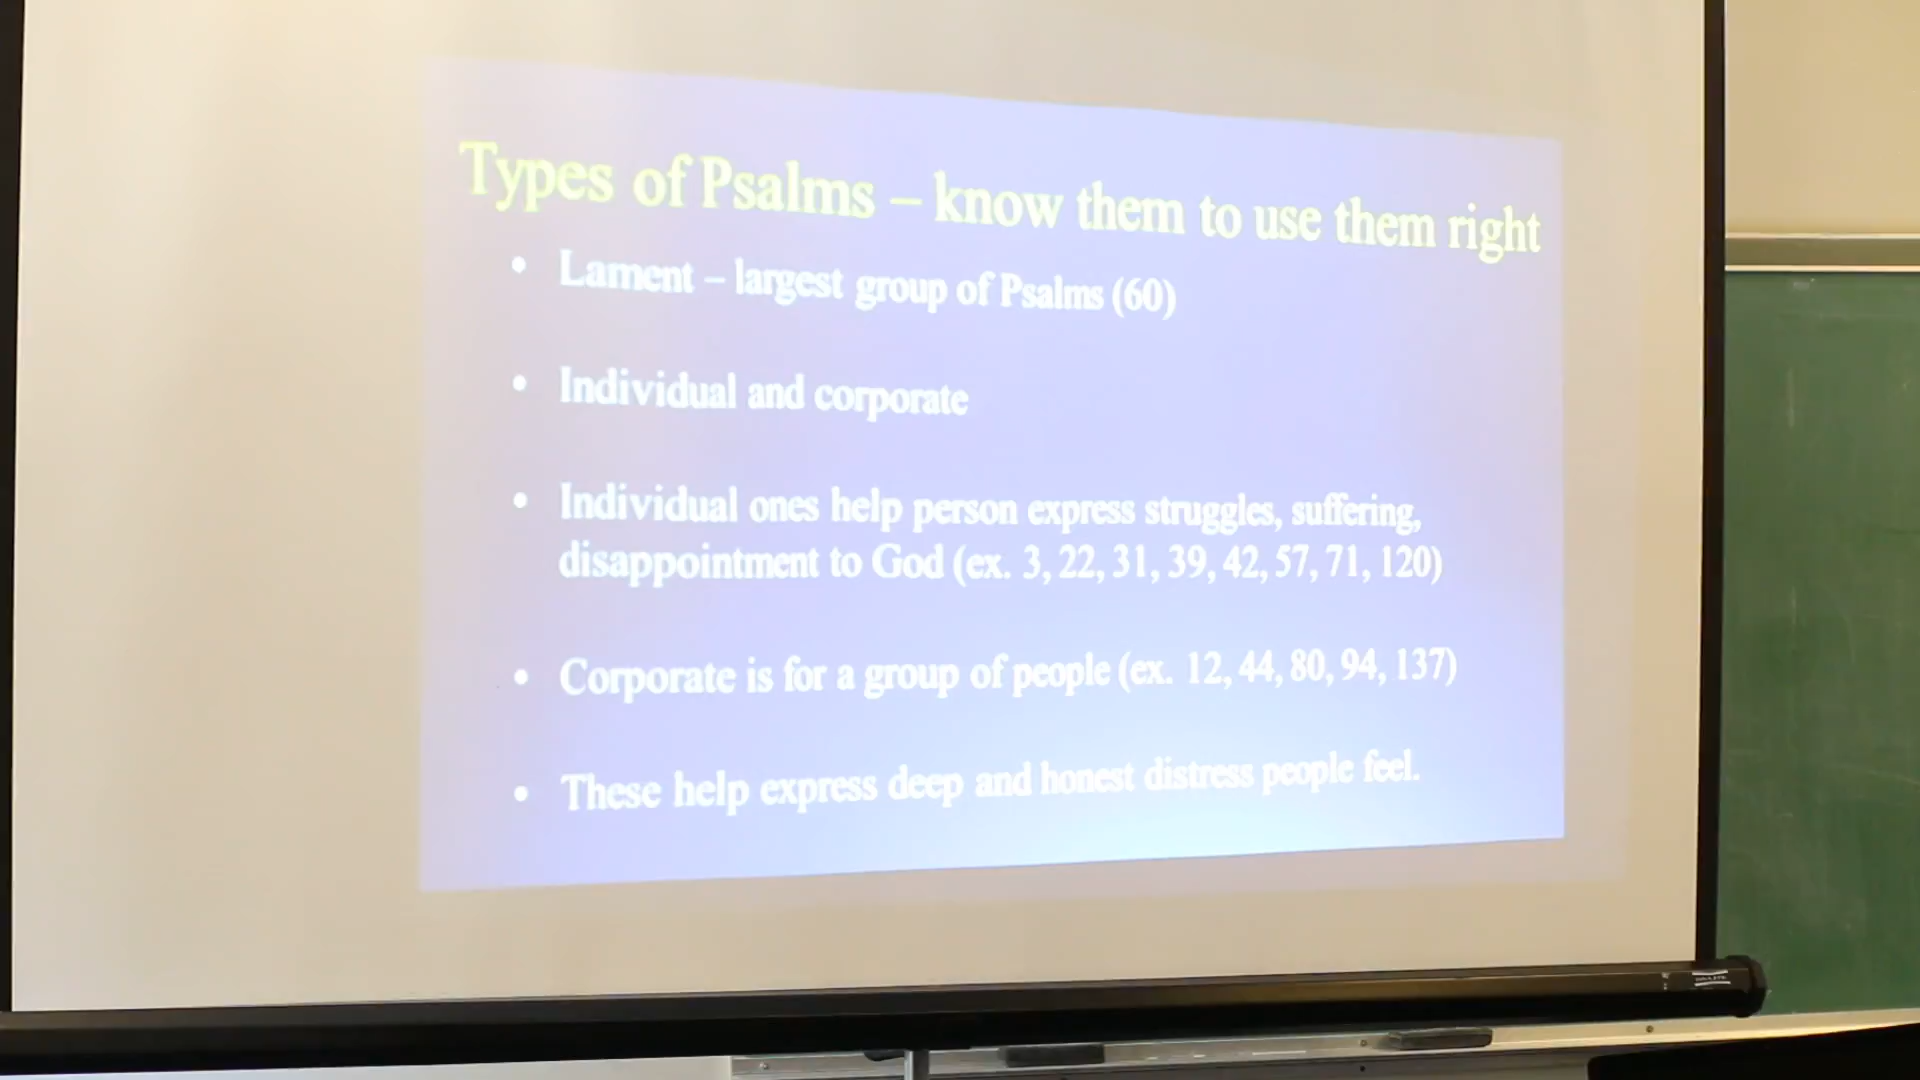 Types of Psalms – know them to use them right
• Lament – largest group of Psalms (60)
• Individual and corporate
• Individual ones help person express struggles, suffering,
disappointment to God (ex. 3, 22, 31, 39, 42, 57, 71, 120)
• Corporate is for a group of people (ex. 12, 44, 80, 94, 137)
• These help express deep and honest distress people feel.